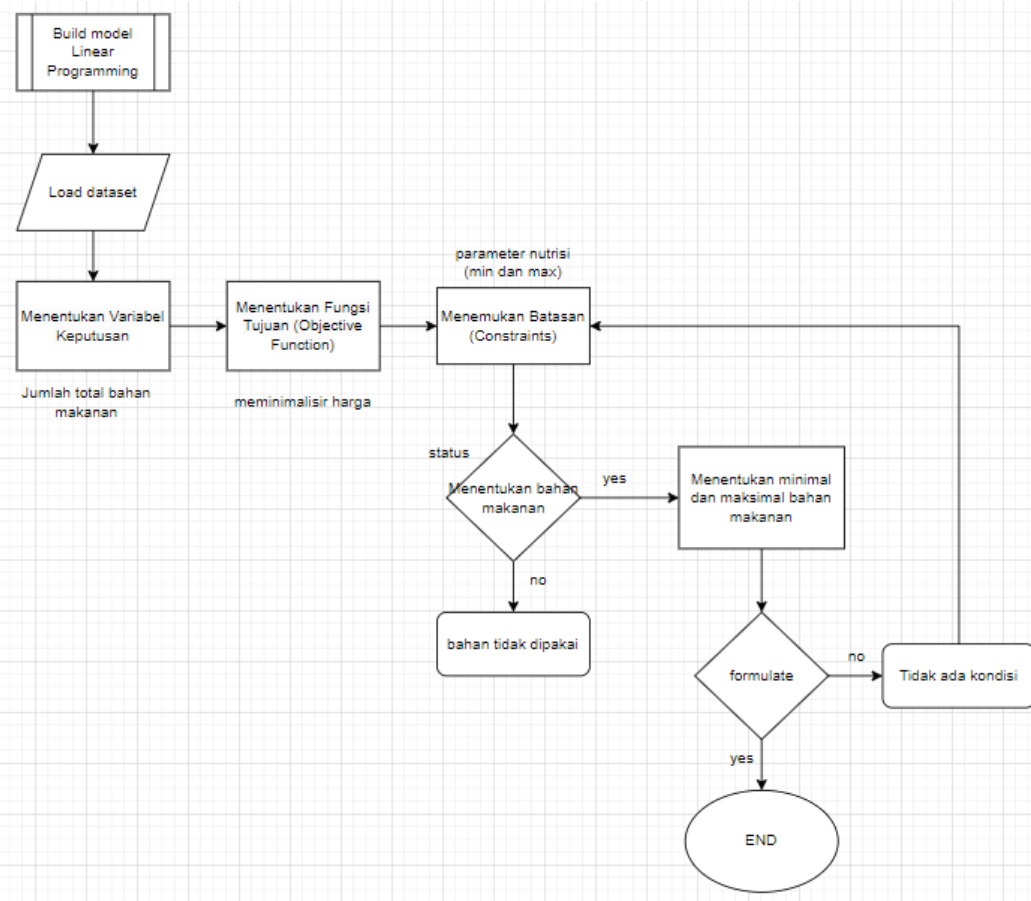 Build model
Linear
Programming
Load dataset
Menentukan Variabel
Keputusan
Jumlah total bahan
makanan
Menentukan Fungsi
Tujuan (Objective
Function)
meminimalisir harga
parameter nutrisi
(min dan max)
Menemukan Batasan
(Constraints)
status
Menentukan bahan
makanan
yes
no
bahan tidak dipakai
Menentukan minimal
dan maksimal bahan
makanan
formulate
no
Tidak ada kondisi
yes
END